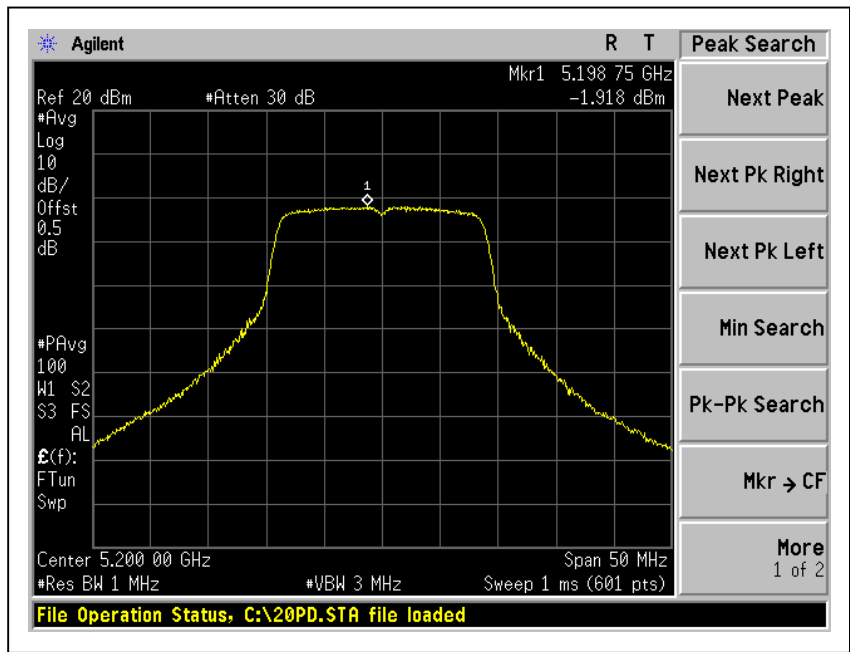 Agilent R T Peak Search
Mkr1 5.198 75 GHz
Ref 20 dBm #Atten 30 dB -1.918 dBm
#Avg
Log
10
dB/
Offst
0.5
dB
1
#PAvg
100
W1 S2
S3 FS
AL
£(f):
FTun
Swp
Center 5.200 00 GHz Span 50 MHz
#Res BW 1 MHz #VBW 3 MHz Sweep 1 ms (601 pts)
File Operation Status, C:\20PD.STA file loaded
Next Peak
Next Pk Right
Next Pk Left
Min Search
Pk-Pk Search
Mkr → CF
More
1 of 2